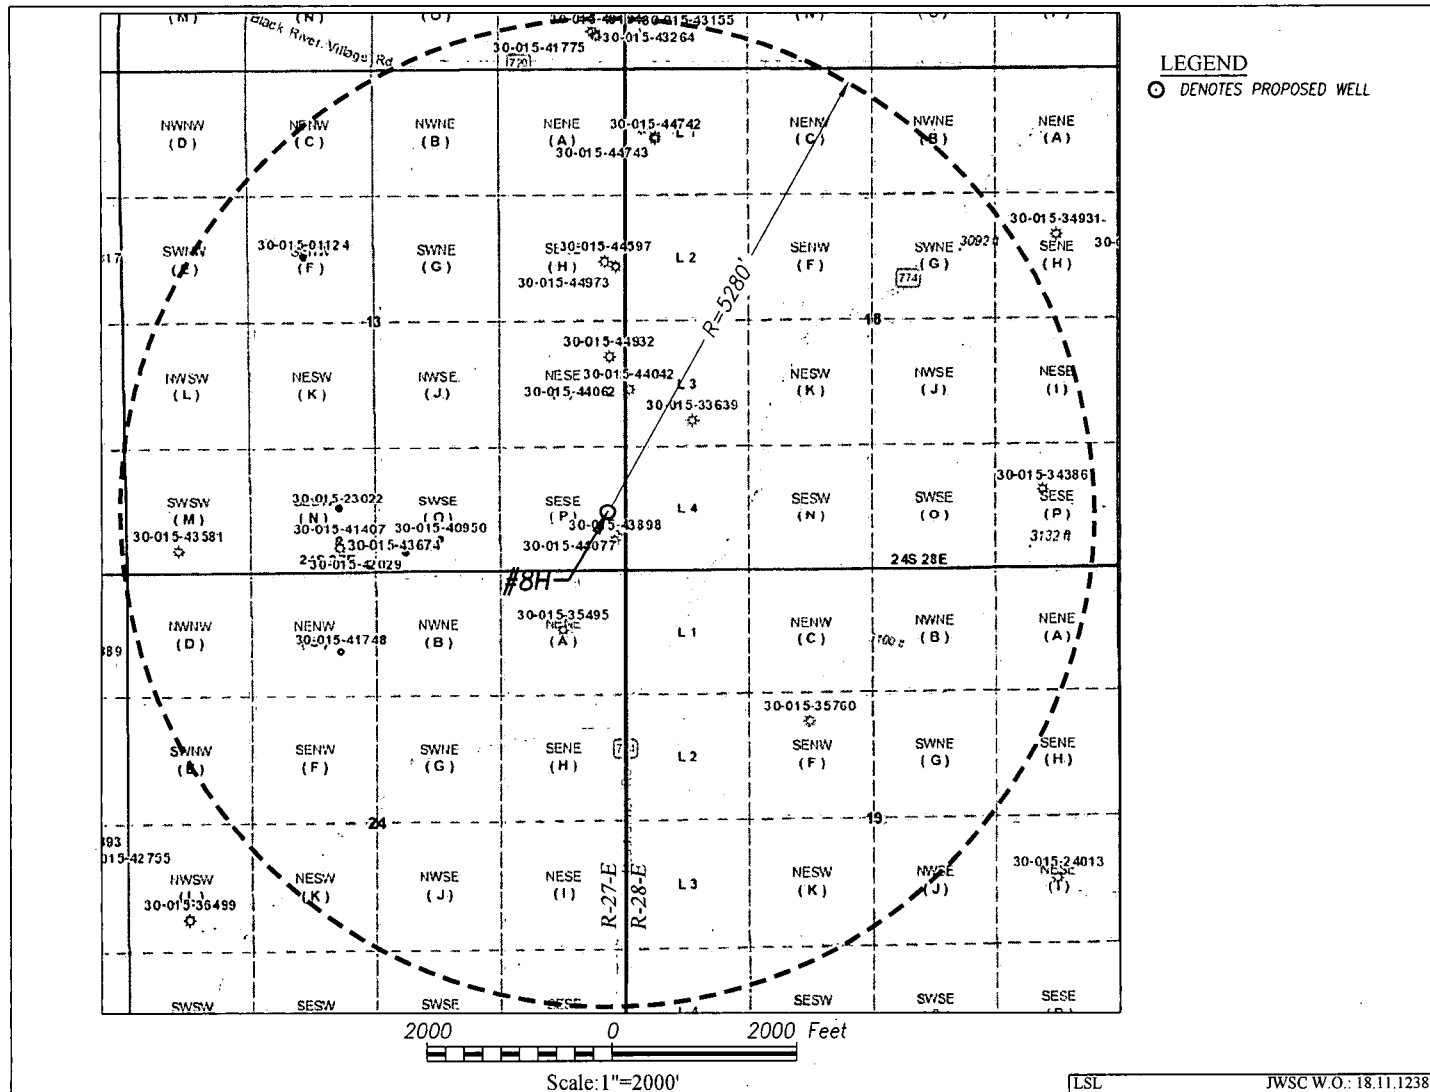 30-015-43155
30-015-43264
30-015-41775
720
Black River Village Rd
LEGEND
DENOTES PROPOSED WELL
NWNW (D)
NENW (C)
NWNE (B)
NENE (A)
30-015-44742
30-015-44743
L 1
NENW (C)
NWNE (B)
NENE (A)
SWNW (E)
30-015-01124
(F)
SWNE (G)
30-015-44597
(H)
30-015-44973
L 2
SENW (F)
SWNE (G)
3092 ft
774
30-015-34931
SENE (H)
R=5280'
13
18
30-015-44932
NWSW (L)
NESW (K)
NWSE (J)
NESE
30-015-44042
30-015-44062
L 3
30-015-33639
NESW (K)
NWSE (J)
NESE (I)
SWSW (M)
30-015-43581
30-015-23022
(N)
30-015-41407
30-015-43674
30-015-42029
SWSE (O)
30-015-40950
SESE (P)
30-015-43898
30-015-44077
L 4
SESW (N)
SWSE (O)
30-015-34386
SESE (P)
3132 ft
24S 28E
#8H
NWNW (D)
389
NENW
30-015-41748
NWNE (B)
30-015-35495
NENE (A)
L 1
NENW (C)
NWNE (B)
NENE (A)
SWNW (E)
SENW (F)
SWNE (G)
SENE (H)
L 2
30-015-35760
SENW (F)
SWNE (G)
SENE (H)
24
19
393
015-42755
NWSW (L)
30-015-36499
NESW (K)
NWSE (J)
NESE (I)
R-27-E
R-28-E
L 3
NESW (K)
NWSE (J)
30-015-24013
NESE (I)
SWSW
SESW
SWSE
SESE
SESW
SWSE
SESE
2000 0 2000 Feet
Scale:1"=2000'
LSL
JWSC W.O.: 18.11.1238